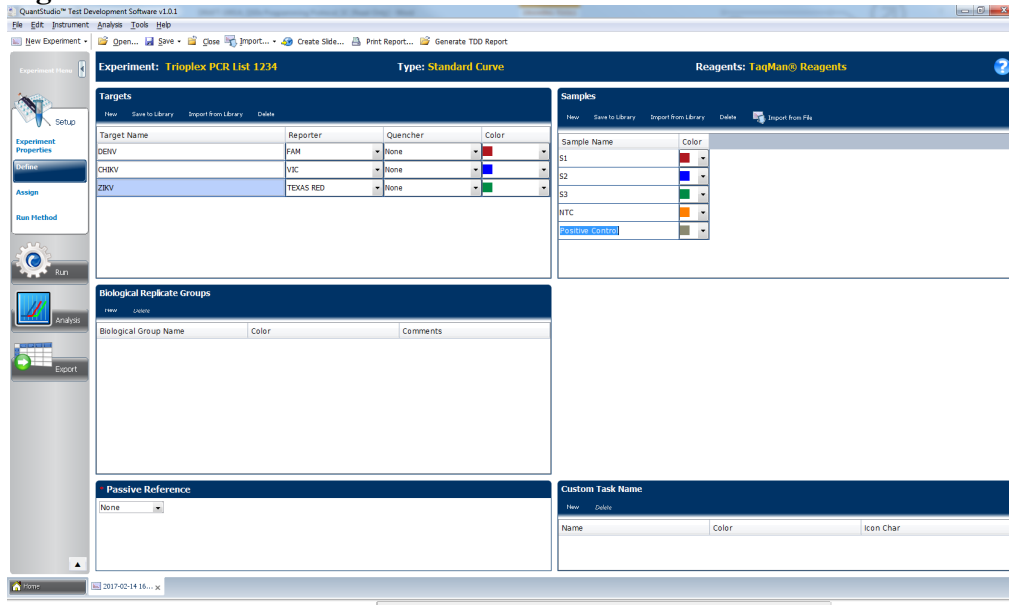 QuantStudio™ Test Development Software v1.0.1
File Edit Instrument Analysis Tools Help
New Experiment Open... Save Close Import... Create Slide... Print Report... Generate TDD Report
Experiment Menu
Experiment: Trioplex PCR List 1234 Type: Standard Curve Reagents: TaqMan® Reagents
Setup
Experiment Properties
Define
Assign
Run Method
Run
Analysis
Export
Targets
New Save to Library Import from Library Delete
Target Name Reporter Quencher Color
DENV FAM None
CHIKV VIC None
ZIKV TEXAS RED None
Samples
New Save to Library Import from Library Delete Import from File
Sample Name Color
S1
S2
S3
NTC
Positive Control
Biological Replicate Groups
New Delete
Biological Group Name Color Comments
* Passive Reference
None
Custom Task Name
New Delete
Name Color Icon Char
Home 2017-02-14 16... x